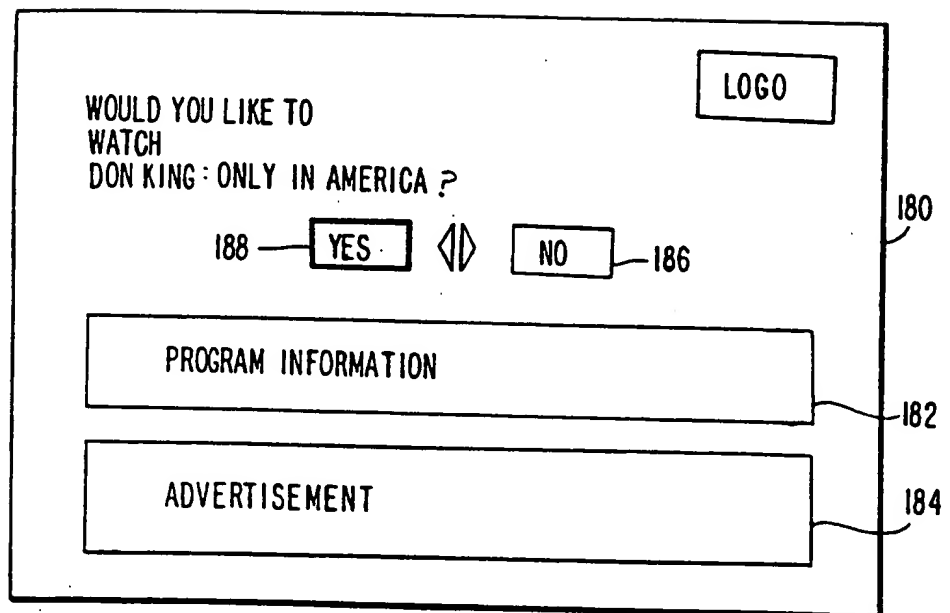 LOGO
WOULD YOU LIKE TO
WATCH
DON KING: ONLY IN AMERICA ?
180
188 YES NO 186
PROGRAM INFORMATION
182
ADVERTISEMENT
184